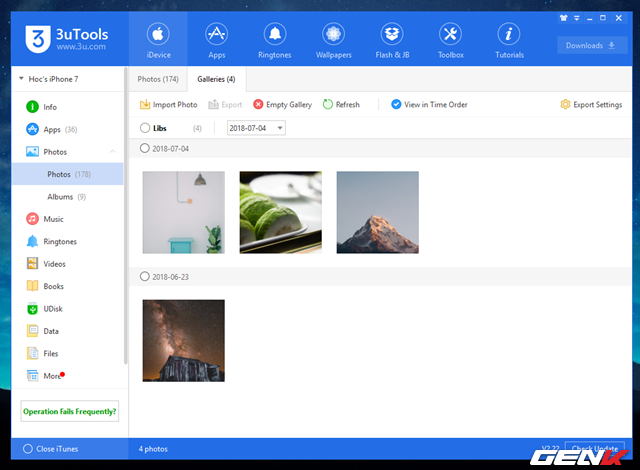 3uTools
www.3u.com
iDevice
Apps
Ringtones
Wallpapers
Flash & JB
Toolbox
Tutorials
Downloads
Hoc's iPhone 7
Photos (174)
Galleries (4)
Info
Apps (36)
Photos
Photos (178)
Albums (9)
Music
Ringtones
Videos
Books
UDisk
Data
Files
More
Operation Fails Frequently?
Import Photo
Export
Empty Gallery
Refresh
View in Time Order
Export Settings
Libs (4)
2018-07-04
2018-07-04
2018-06-23
Close iTunes
4 photos
V2.22
Check Update
GENK